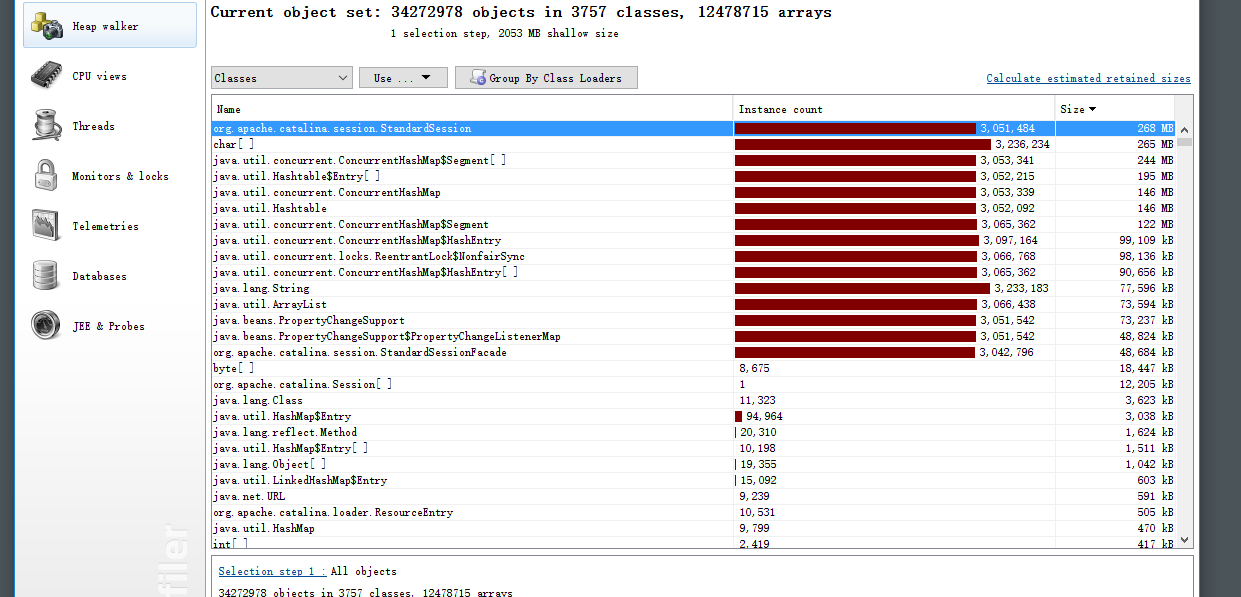 Current object set: 34272978 objects in 3757 classes, 12478715 arrays
1 selection step, 2053 MB shallow size
Heap walker
CPU views
Threads
Monitors & locks
Telemetries
Databases
JEE & Probes
filer
Classes Use ... Group By Class Loaders Calculate estimated retained sizes
Name Instance count Size
org.apache.catalina.session.StandardSession 3,051,484 268 MB
char[] 3,236,234 265 MB
java.util.concurrent.ConcurrentHashMap$Segment[] 3,053,341 244 MB
java.util.Hashtable$Entry[] 3,052,215 195 MB
java.util.concurrent.ConcurrentHashMap 3,053,339 146 MB
java.util.Hashtable 3,052,092 146 MB
java.util.concurrent.ConcurrentHashMap$Segment 3,065,362 122 MB
java.util.concurrent.ConcurrentHashMap$HashEntry 3,097,164 99,109 kB
java.util.concurrent.locks.ReentrantLock$NonfairSync 3,066,768 98,136 kB
java.util.concurrent.ConcurrentHashMap$HashEntry[] 3,065,362 90,656 kB
java.lang.String 3,233,183 77,596 kB
java.util.ArrayList 3,066,438 73,594 kB
java.beans.PropertyChangeSupport 3,051,542 73,237 kB
java.beans.PropertyChangeSupport$PropertyChangeListenerMap 3,051,542 48,824 kB
org.apache.catalina.session.StandardSessionFacade 3,042,796 48,684 kB
byte[] 8,675 18,447 kB
org.apache.catalina.Session[] 1 12,205 kB
java.lang.Class 11,323 3,623 kB
java.util.HashMap$Entry 94,964 3,038 kB
java.lang.reflect.Method 20,310 1,624 kB
java.util.HashMap$Entry[] 10,198 1,511 kB
java.lang.Object[] 19,355 1,042 kB
java.util.LinkedHashMap$Entry 15,092 603 kB
java.net.URL 9,239 591 kB
org.apache.catalina.loader.ResourceEntry 10,531 505 kB
java.util.HashMap 9,799 470 kB
int[] 2,419 417 kB
Selection step 1 : All objects
34272978 objects in 3757 classes, 12478715 arrays